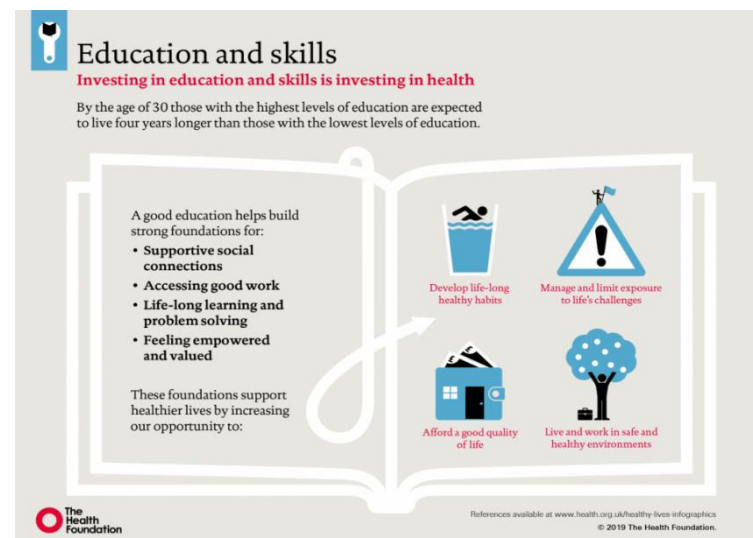 Education and skills
Investing in education and skills is investing in health
By the age of 30 those with the highest levels of education are expected
to live four years longer than those with the lowest levels of education.
A good education helps build
strong foundations for:
• Supportive social
connections
• Accessing good work
• Life-long learning and
problem solving
• Feeling empowered
and valued
These foundations support
healthier lives by increasing
our opportunity to:
Develop life-long
healthy habits
Manage and limit exposure
to life's challenges
Afford a good quality
of life
Live and work in safe and
healthy environments
The
Health
Foundation
References available at www.health.org.uk/healthy-lives-infographics
© 2019 The Health Foundation.